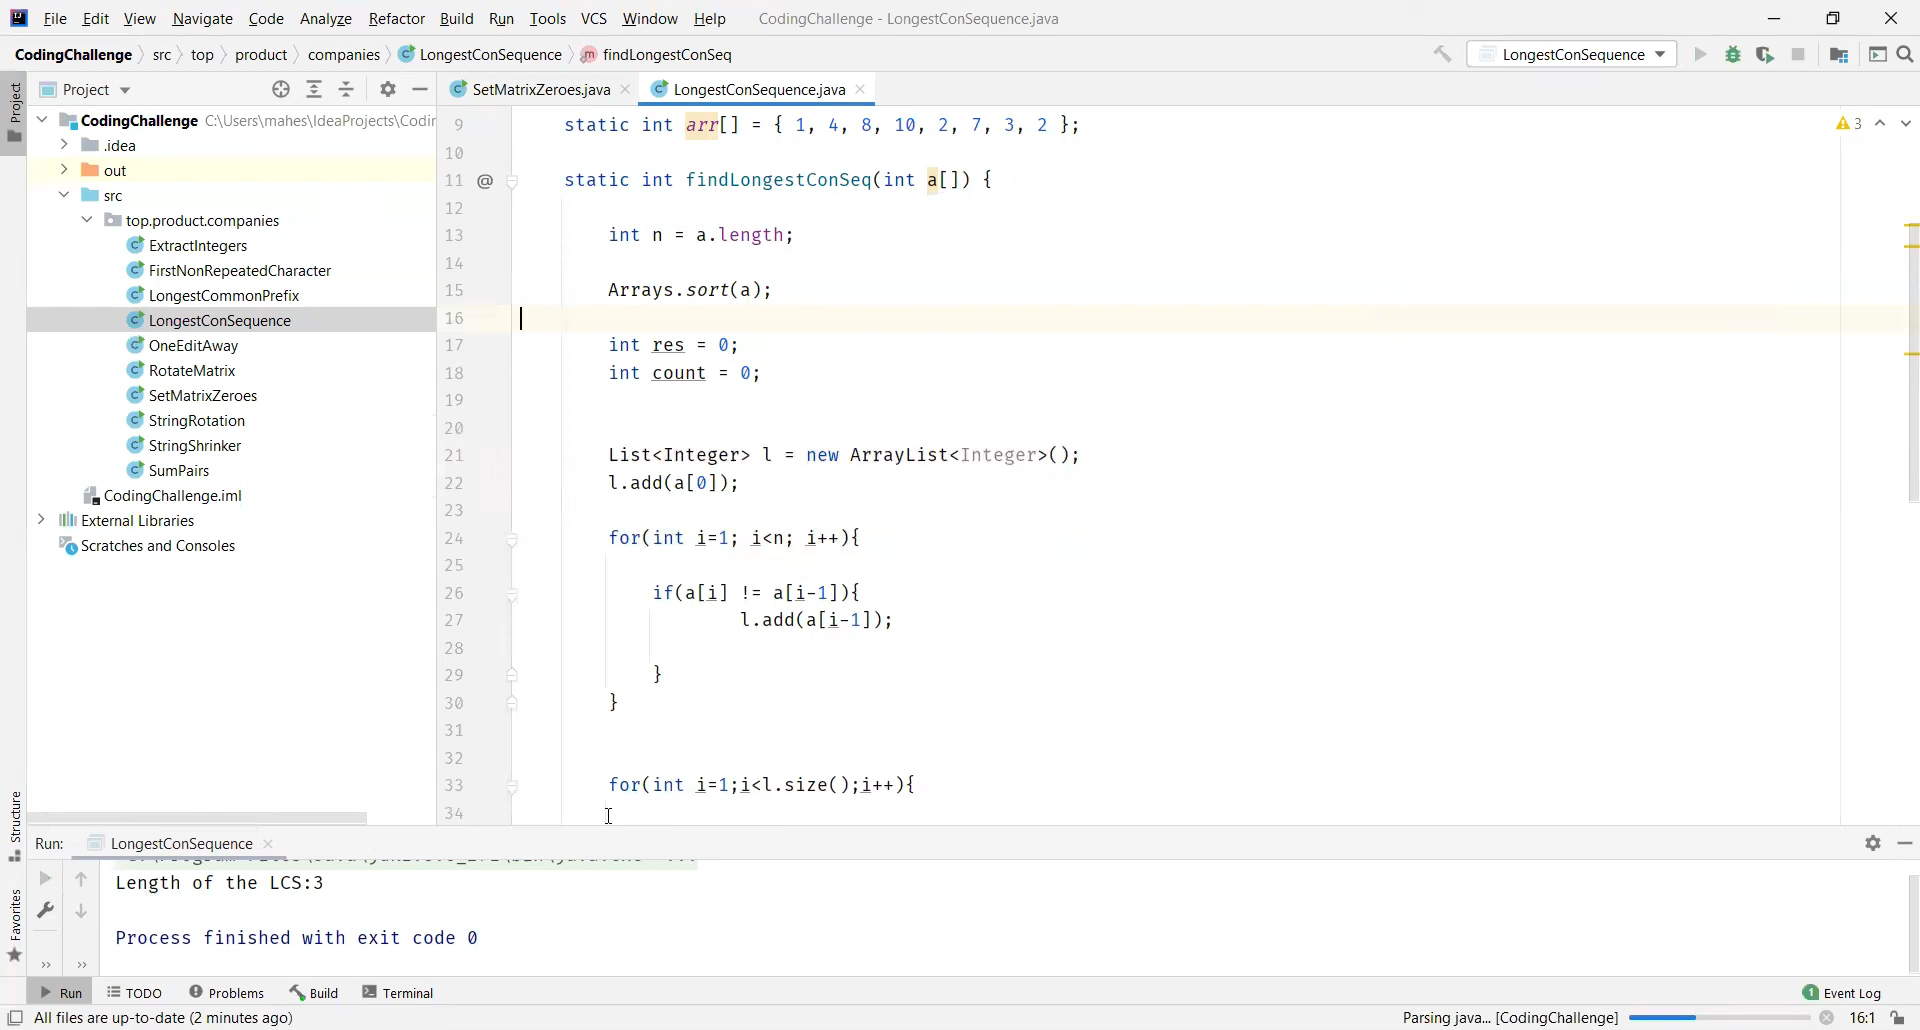 File Edit View Navigate Code Analyze Refactor Build Run Tools VCS Window Help CodingChallenge - LongestConSequence.java
CodingChallenge src top product companies LongestConSequence findLongestConSeq LongestConSequence
Project
Project
SetMatrixZeroes.java LongestConSequence.java
CodingChallenge C:\Users\mahes\IdeaProjects\Codin
.idea
out
src
top.product.companies
ExtractIntegers
FirstNonRepeatedCharacter
LongestCommonPrefix
LongestConSequence
OneEditAway
RotateMatrix
SetMatrixZeroes
StringRotation
StringShrinker
SumPairs
CodingChallenge.iml
External Libraries
Scratches and Consoles
3
9 static int arr[] = { 1, 4, 8, 10, 2, 7, 3, 2 };
10
11 @ static int findLongestConSeq(int a[]) {
12
13 int n = a.length;
14
15 Arrays.sort(a);
16
17 int res = 0;
18 int count = 0;
19
20
21 List<Integer> l = new ArrayList<Integer>();
22 l.add(a[0]);
23
24 for(int i=1; i<n; i++){
25
26 if(a[i] != a[i-1]){
27 l.add(a[i-1]);
28
29 }
30 }
31
32
33 for(int i=1;i<l.size();i++){
34
Structure
Favorites
Run: LongestConSequence
Length of the LCS:3
Process finished with exit code 0
Run TODO Problems Build Terminal 1 Event Log
All files are up-to-date (2 minutes ago) Parsing java... [CodingChallenge] 16:1